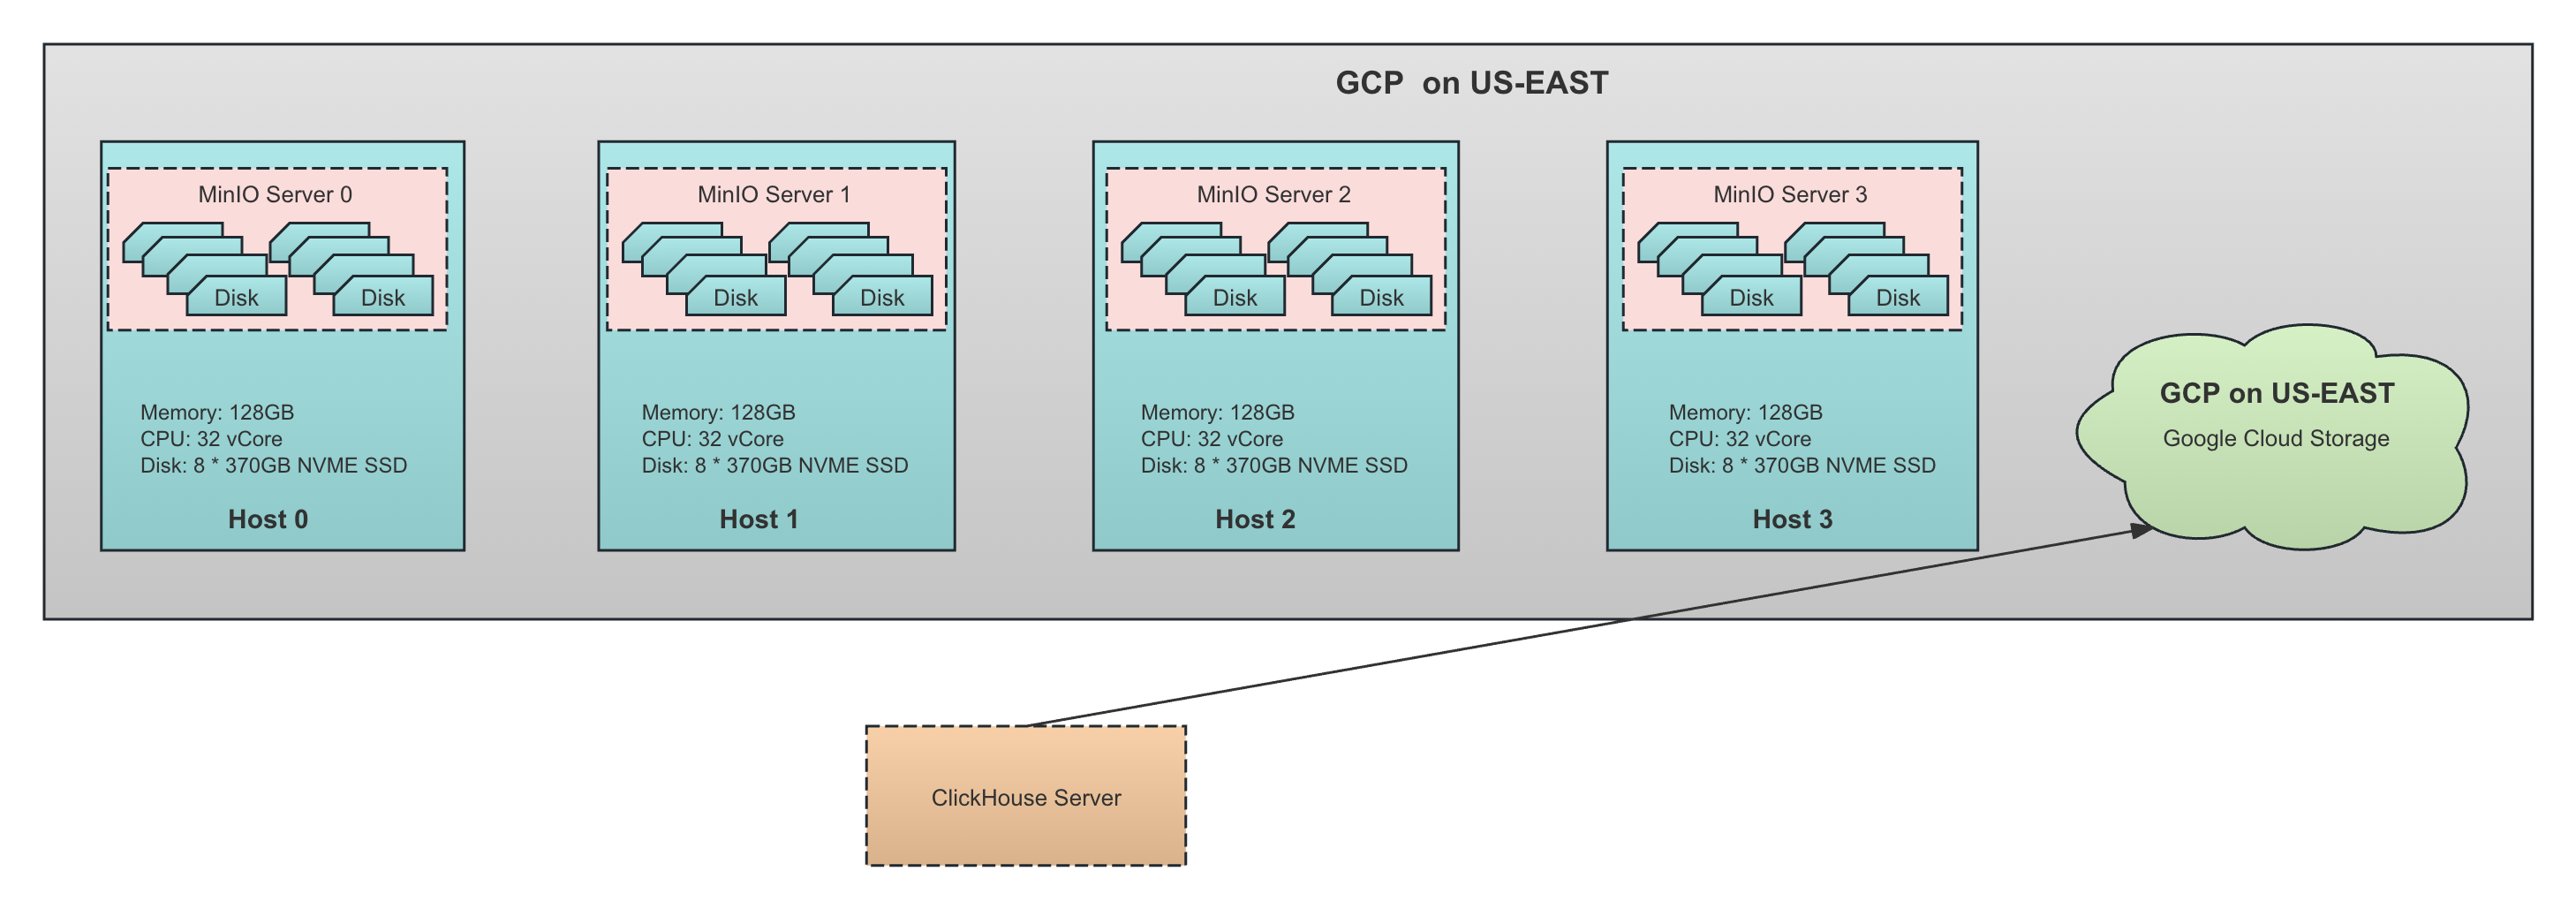 GCP  on US-EAST
MinIO Server 0
Disk
Disk
Memory: 128GB
CPU: 32 vCore
Disk: 8 * 370GB NVME SSD
Host 0
MinIO Server 1
Disk
Disk
Memory: 128GB
CPU: 32 vCore
Disk: 8 * 370GB NVME SSD
Host 1
MinIO Server 2
Disk
Disk
Memory: 128GB
CPU: 32 vCore
Disk: 8 * 370GB NVME SSD
Host 2
MinIO Server 3
Disk
Disk
Memory: 128GB
CPU: 32 vCore
Disk: 8 * 370GB NVME SSD
Host 3
GCP on US-EAST
Google Cloud Storage
ClickHouse Server